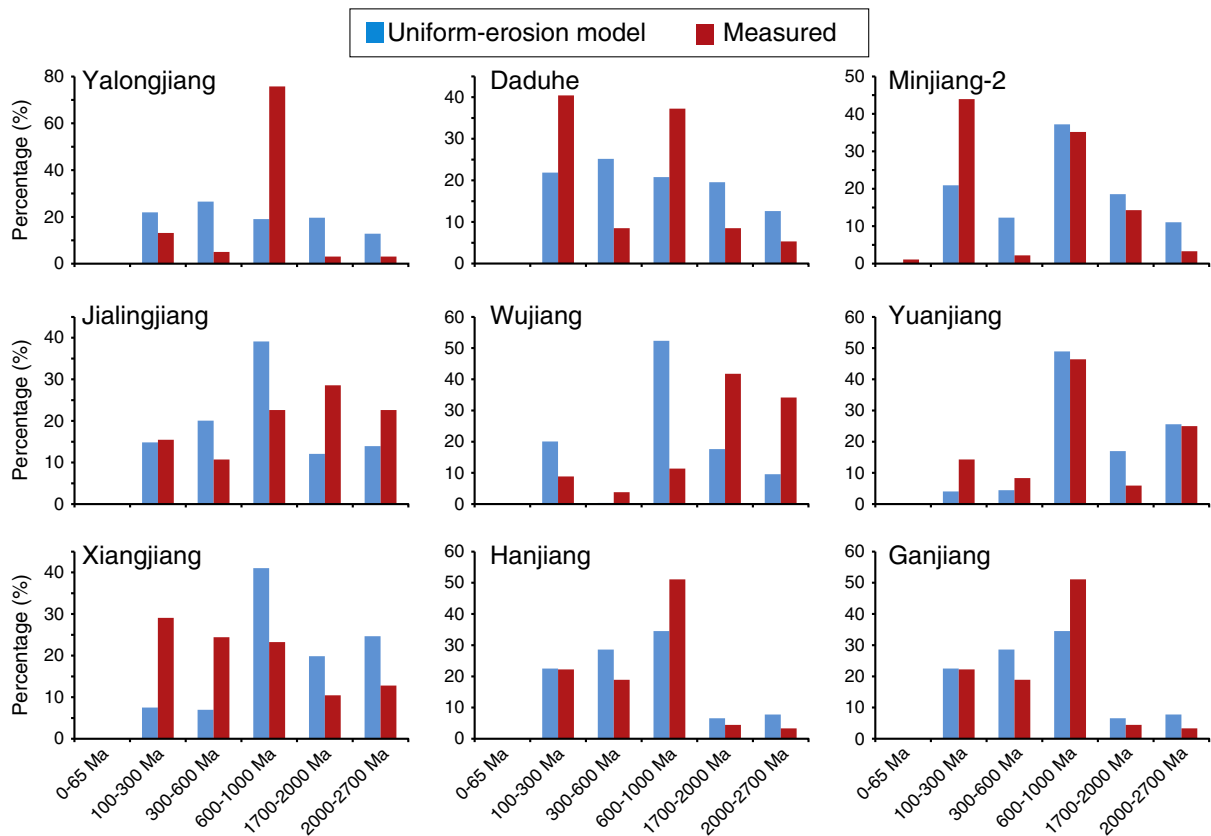 Uniform-erosion model Measured
Yalongjiang Daduhe Minjiang-2
Percentage (%)
80 60 40 20 0
40 30 20 10 0
50 40 30 20 10 0
Jialingjiang Wujiang Yuanjiang
Percentage (%)
40 30 20 10 0
60 50 40 30 20 10 0
60 50 40 30 20 10 0
Xiangjiang Hanjiang Ganjiang
Percentage (%)
40 30 20 10 0
60 50 40 30 20 10 0
60 50 40 30 20 10 0
0-65 Ma 100-300 Ma 300-600 Ma 600-1000 Ma 1700-2000 Ma 2000-2700 Ma
0-65 Ma 100-300 Ma 300-600 Ma 600-1000 Ma 1700-2000 Ma 2000-2700 Ma
0-65 Ma 100-300 Ma 300-600 Ma 600-1000 Ma 1700-2000 Ma 2000-2700 Ma